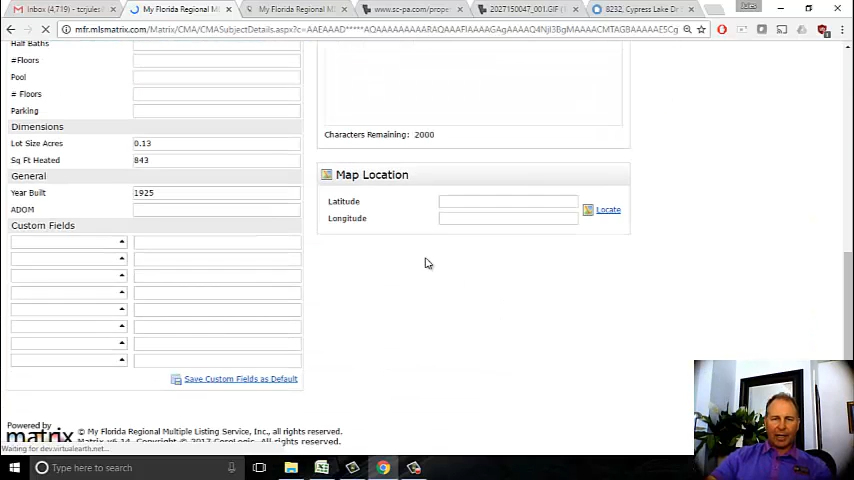 Inbox (4,719) - tcrjules
My Florida Regional M
My Florida Regional M
www.sc-pa.com/prope
2027150047_001.GIF (
8232, Cypress Lake Dr
Jules
mfr.mlsmatrix.com/Matrix/CMA/CMASubjectDetails.aspx?c=
Half Baths
#Floors
Pool
# Floors
Parking
Dimensions
Lot Size Acres 0.13
Sq Ft Heated 843
General
Year Built 1925
ADOM
Custom Fields
Save Custom Fields as Default
Characters Remaining: 2000
Map Location
Latitude
Longitude
Locate
Powered by
matrix
© My Florida Regional Multiple Listing Service, Inc., all rights reserved.
Matrix v6.14, Copyright © 2017 CoreLogic. All rights reserved.
Waiting for dev.virtualearth.net...
Type here to search